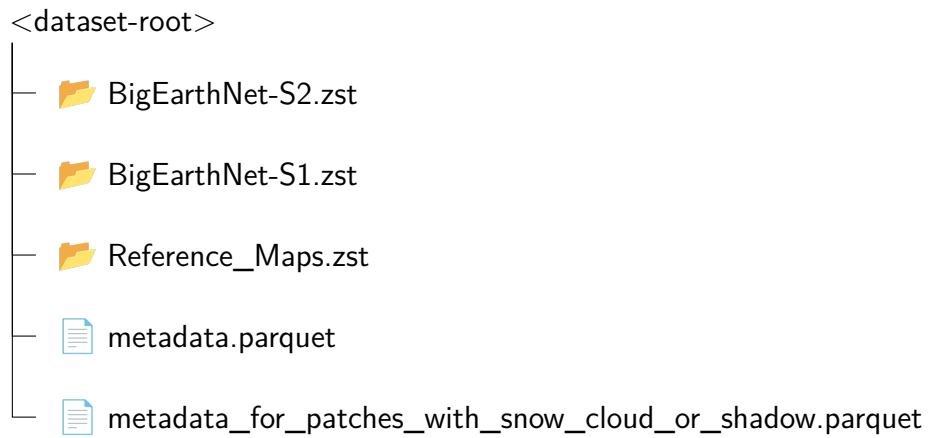 <dataset-root>
BigEarthNet-S2.zst
BigEarthNet-S1.zst
Reference_Maps.zst
metadata.parquet
metadata_for_patches_with_snow_cloud_or_shadow.parquet